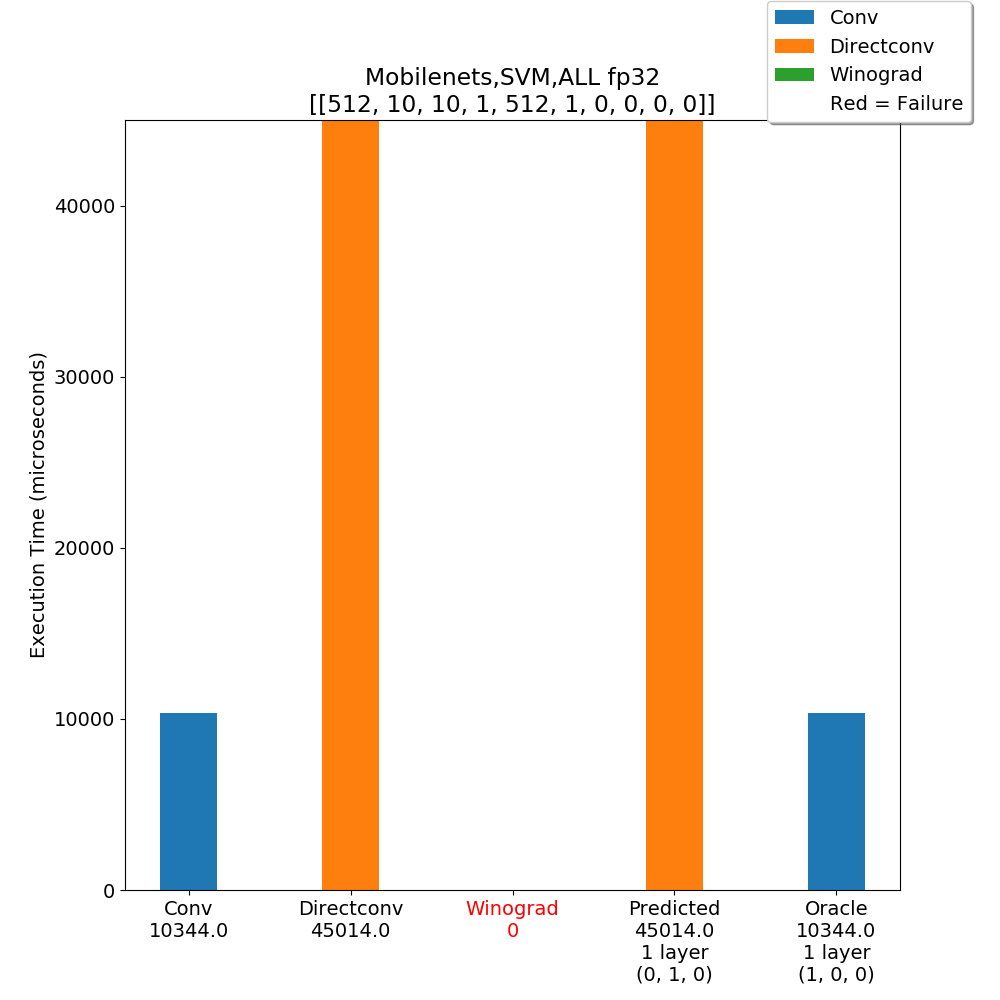 Conv
Directconv
Winograd
Red = Failure
Mobilenets,SVM,ALL fp32
[[512, 10, 10, 1, 512, 1, 0, 0, 0, 0]]
Execution Time (microseconds)
40000
30000
20000
10000
0
Conv
10344.0
Directconv
45014.0
Winograd
0
Predicted
45014.0
1 layer
(0, 1, 0)
Oracle
10344.0
1 layer
(1, 0, 0)